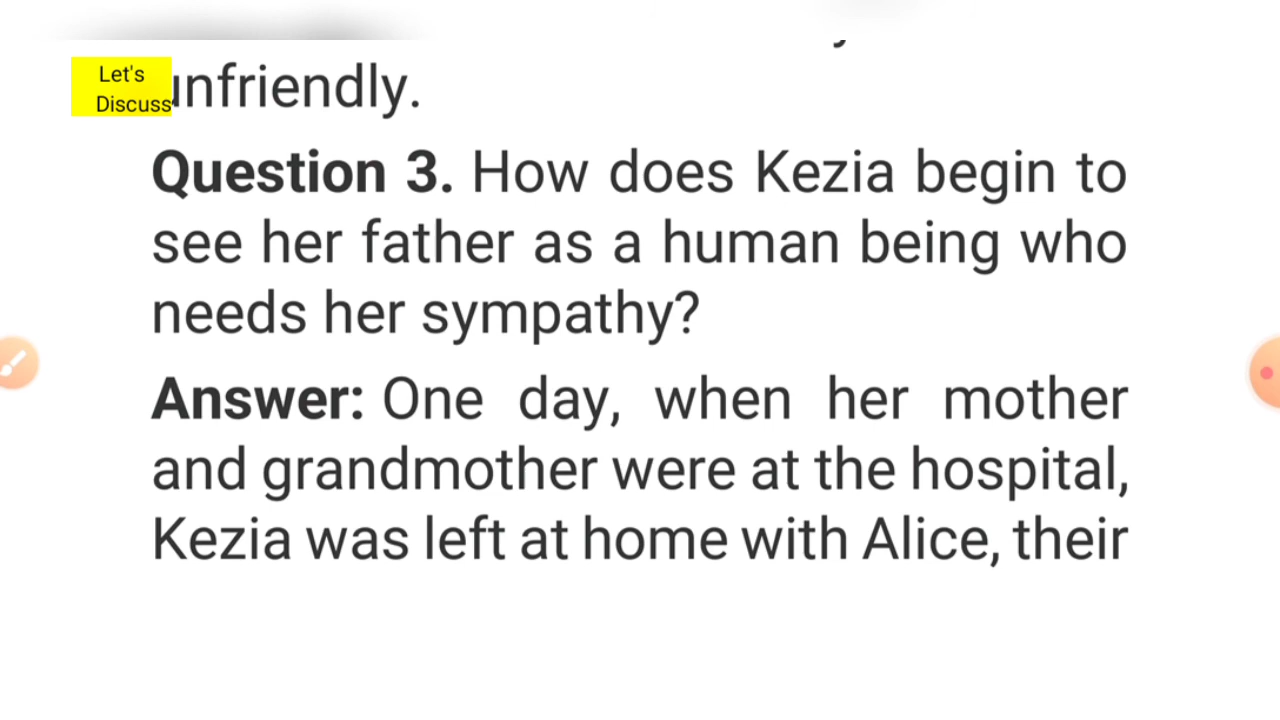 Let's
Discuss
unfriendly.
Question 3. How does Kezia begin to
see her father as a human being who
needs her sympathy?
Answer: One day, when her mother
and grandmother were at the hospital,
Kezia was left at home with Alice, their